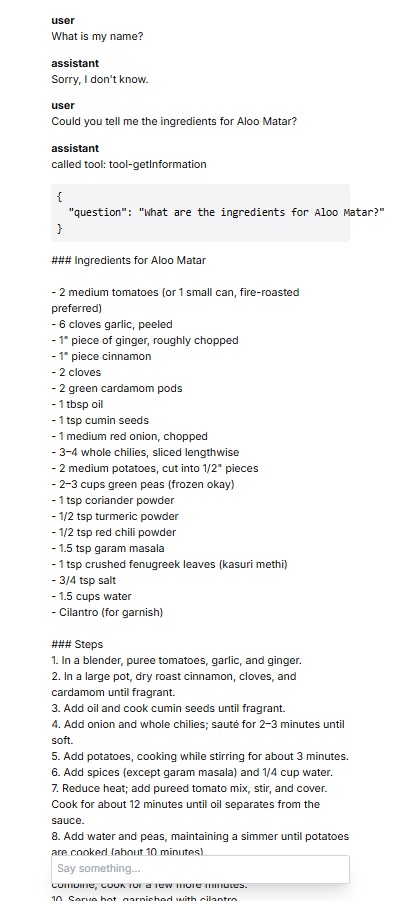 user
What is my name?
assistant
Sorry, I don't know.
user
Could you tell me the ingredients for Aloo Matar?
assistant
called tool: tool-getInformation
{
"question": "What are the ingredients for Aloo Matar?"
}
### Ingredients for Aloo Matar
- 2 medium tomatoes (or 1 small can, fire-roasted
preferred)
- 6 cloves garlic, peeled
- 1" piece of ginger, roughly chopped
- 1" piece cinnamon
- 2 cloves
- 2 green cardamom pods
- 1 tbsp oil
- 1 tsp cumin seeds
- 1 medium red onion, chopped
- 3–4 whole chilies, sliced lengthwise
- 2 medium potatoes, cut into 1/2" pieces
- 2–3 cups green peas (frozen okay)
- 1 tsp coriander powder
- 1/2 tsp turmeric powder
- 1/2 tsp red chili powder
- 1.5 tsp garam masala
- 1 tsp crushed fenugreek leaves (kasuri methi)
- 3/4 tsp salt
- 1.5 cups water
- Cilantro (for garnish)
### Steps
1. In a blender, puree tomatoes, garlic, and ginger.
2. In a large pot, dry roast cinnamon, cloves, and
cardamom until fragrant.
3. Add oil and cook cumin seeds until fragrant.
4. Add onion and whole chilies; sauté for 2–3 minutes until
soft.
5. Add potatoes, cooking while stirring for about 3 minutes.
6. Add spices (except garam masala) and 1/4 cup water.
7. Reduce heat; add pureed tomato mix, stir, and cover.
Cook for about 12 minutes until oil separates from the
sauce.
8. Add water and peas, maintaining a simmer until potatoes
are cooked (about 10 minutes)
Say something...
combine, cook for a few more minutes.
10. Serve hot, garnished with cilantro